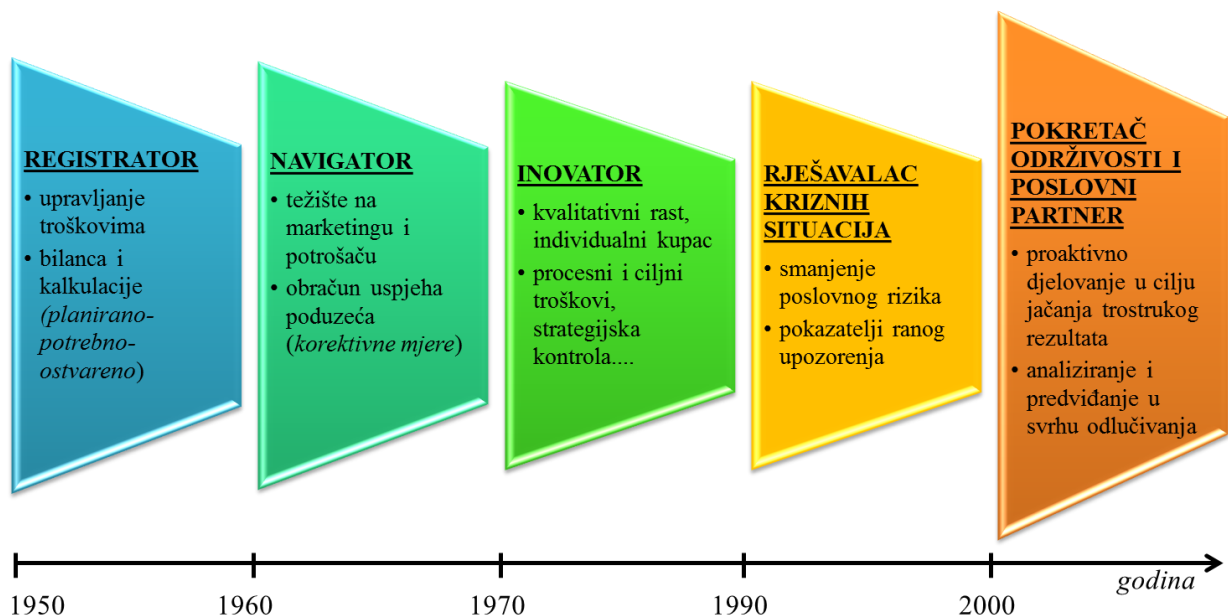 REGISTRATOR
• upravljanje
troškovima
• bilanca i
kalkulacije
(planirano-
potrebno-
ostvareno)
NAVIGATOR
• težište na
marketingu i
potrošaču
• obračun uspjeha
poduzeća
(korektivne mjere)
INOVATOR
• kvalitativni rast,
individualni kupac
• procesni i ciljni
troškovi,
strategijska
kontrola....
RJEŠAVALAC
KRIZNIH
SITUACIJA
• smanjenje
poslovnog rizika
• pokazatelji ranog
upozorenja
POKRETAČ
ODRŽIVOSTI I
POSLOVNI
PARTNER
• proaktivno
djelovanje u cilju
jačanja trostrukog
rezultata
• analiziranje i
predviđanje u
svrhu odlučivanja
godina
1950 1960 1970 1990 2000